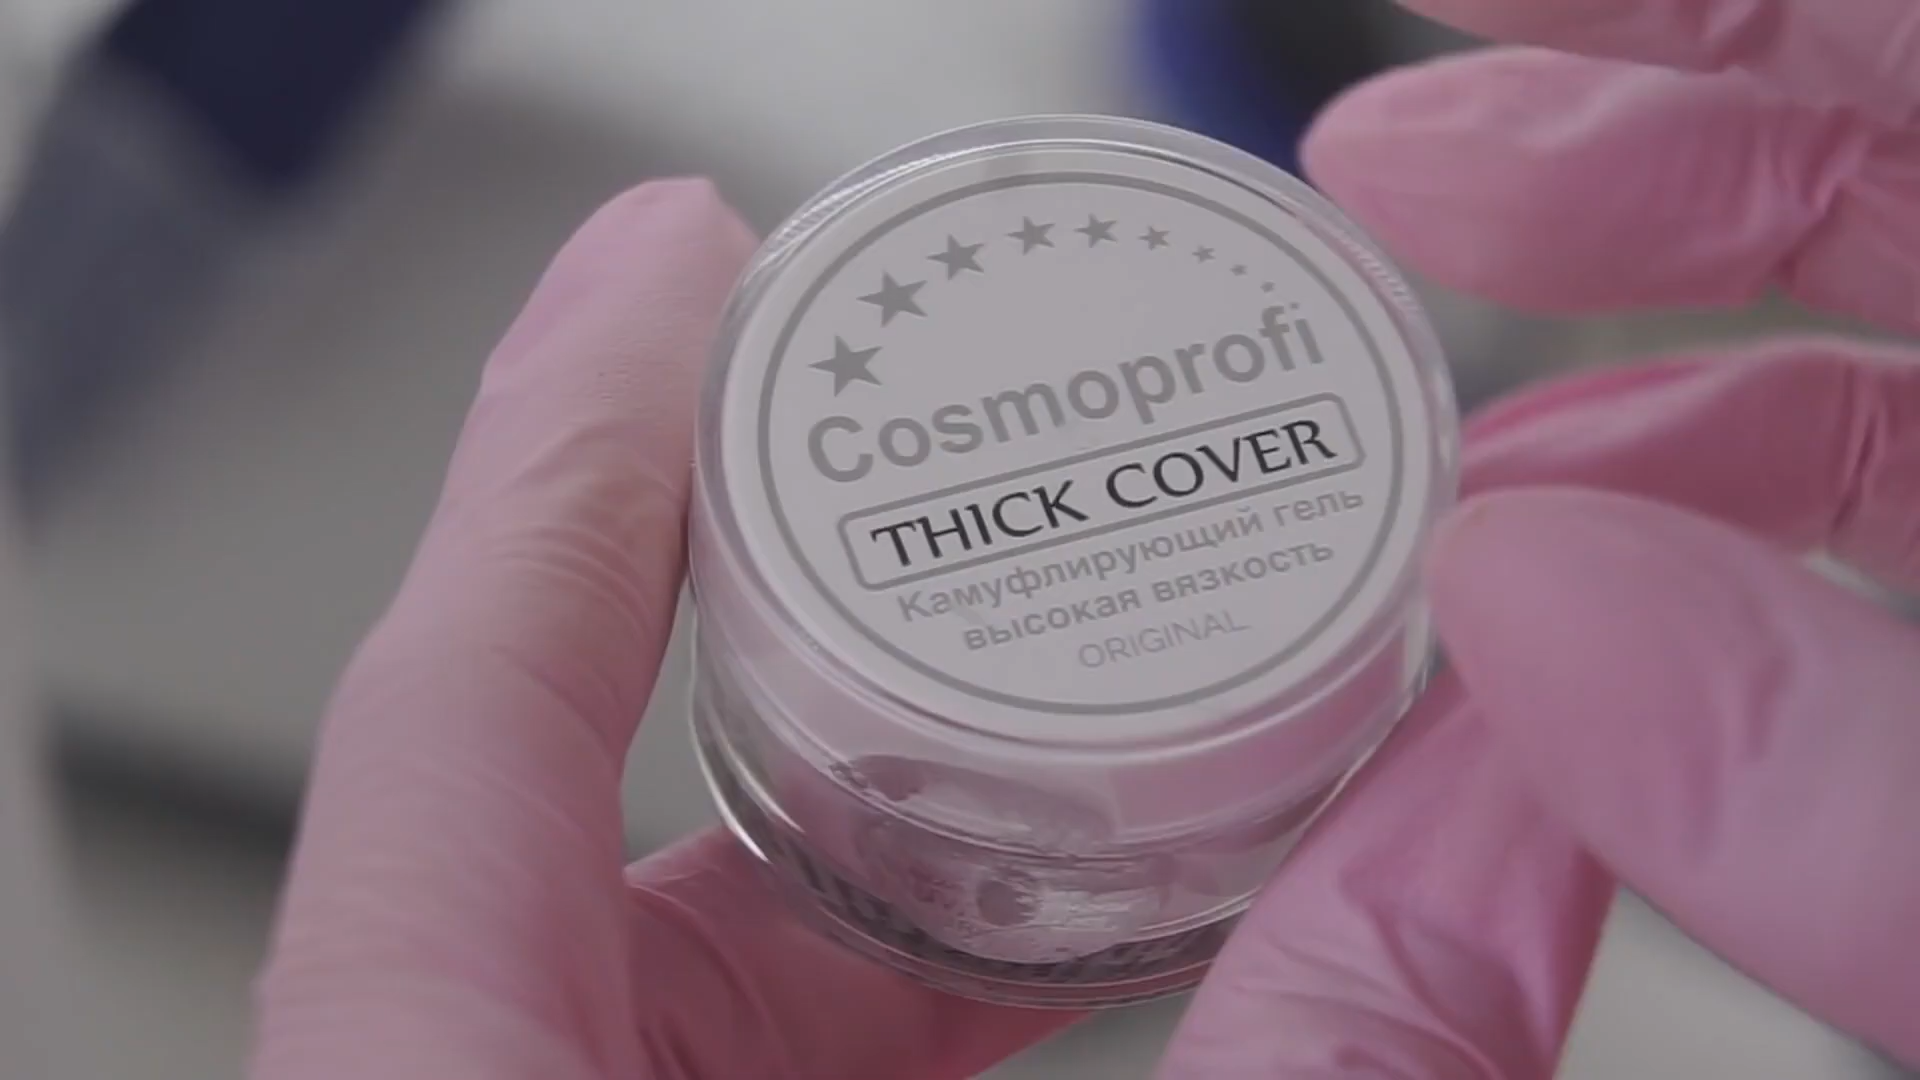 Cosmoprofi
THICK COVER
Камуфлирующий гель
высокая вязкость
ORIGINAL